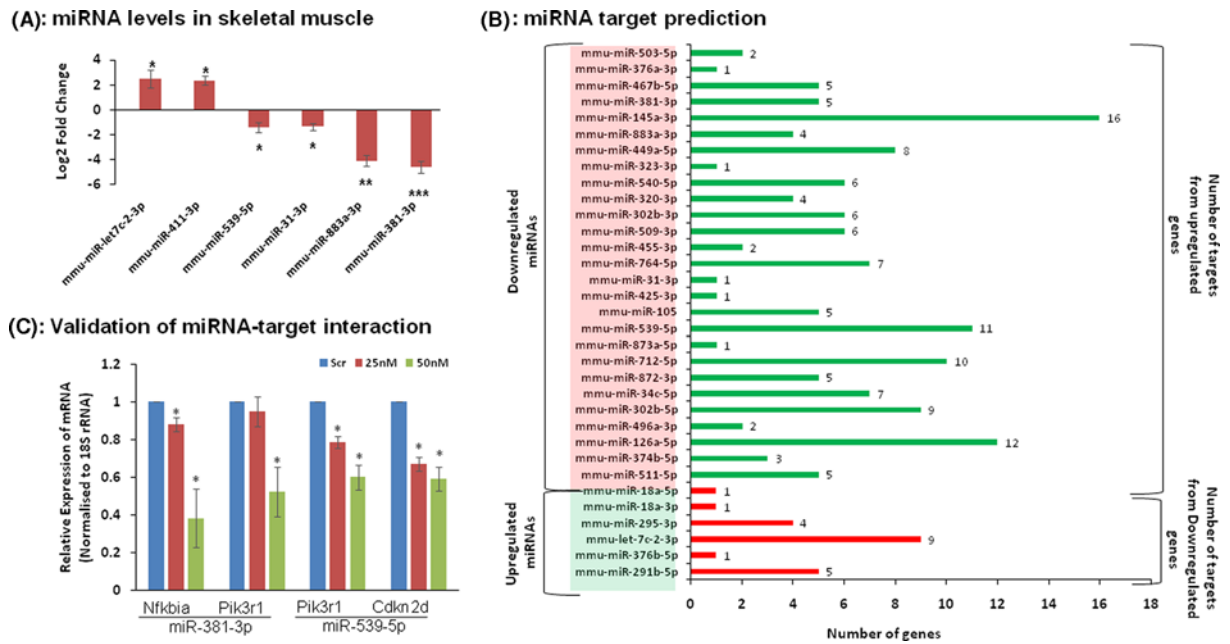 (A): miRNA levels in skeletal muscle
Log2 Fold Change
4
2
0
-2
-4
-6
*
*
*
*
**
***
mmu-miR-let7c-2-3p
mmu-miR-411-3p
mmu-miR-539-5p
mmu-miR-31-3p
mmu-miR-883a-3p
mmu-miR-381-3p
(C): Validation of miRNA-target interaction
Relative Expression of mRNA
(Normalised to 18S rRNA)
Scr 25nM 50nM
1.2
1
0.8
0.6
0.4
0.2
0
*
*
*
*
*
*
*
Nfkbia Pik3r1 Pik3r1 Cdkn2d
miR-381-3p miR-539-5p
(B): miRNA target prediction
Downregulated
miRNAs
Upregulated
miRNAs
mmu-miR-503-5p 2
mmu-miR-376a-3p 1
mmu-miR-467b-5p 5
mmu-miR-381-3p 5
mmu-miR-145a-3p 16
mmu-miR-883a-3p 4
mmu-miR-449a-5p 8
mmu-miR-323-3p 1
mmu-miR-540-5p 6
mmu-miR-320-3p 4
mmu-miR-302b-3p 6
mmu-miR-509-3p 6
mmu-miR-455-3p 2
mmu-miR-764-5p 7
mmu-miR-31-3p 1
mmu-miR-425-3p 1
mmu-miR-105 5
mmu-miR-539-5p 11
mmu-miR-873a-5p 1
mmu-miR-712-5p 10
mmu-miR-872-3p 5
mmu-miR-34c-5p 7
mmu-miR-302b-5p 9
mmu-miR-496a-3p 2
mmu-miR-126a-5p 12
mmu-miR-374b-5p 3
mmu-miR-511-5p 5
mmu-miR-18a-5p 1
mmu-miR-18a-3p 1
mmu-miR-295-3p 4
mmu-let-7c-2-3p 9
mmu-miR-376b-5p 1
mmu-miR-291b-5p 5
0 2 4 6 8 10 12 14 16 18
Number of genes
Number of targets
from upregulated
genes
Number of targets
from Downregulated
genes